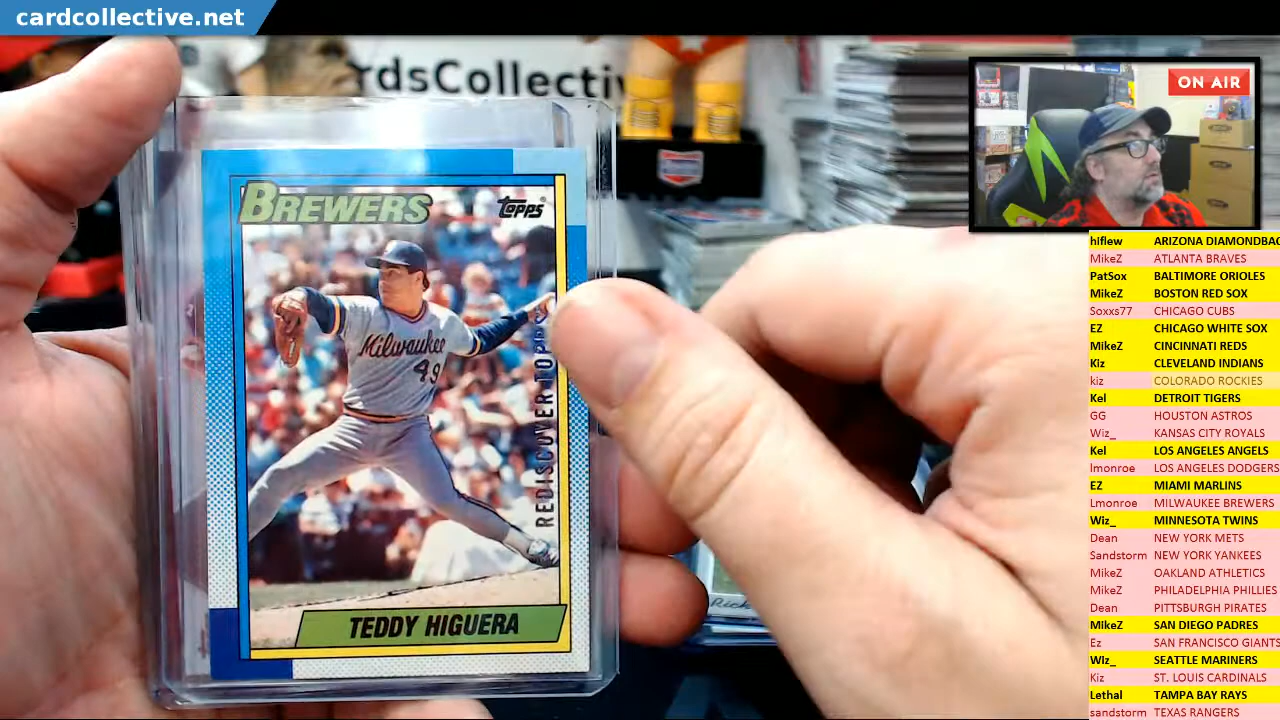 cardcollective.net
rdsCollectiv
ON AIR
BREWERS
TOPPS
Milwaukee
49
REDISCOVER TOPPS
TEDDY HIGUERA
Rick
hiflew ARIZONA DIAMONDBAC
MikeZ ATLANTA BRAVES
PatSox BALTIMORE ORIOLES
MikeZ BOSTON RED SOX
Soxxs77 CHICAGO CUBS
EZ CHICAGO WHITE SOX
MikeZ CINCINNATI REDS
Kiz CLEVELAND INDIANS
kiz COLORADO ROCKIES
Kel DETROIT TIGERS
GG HOUSTON ASTROS
Wiz_ KANSAS CITY ROYALS
Kel LOS ANGELES ANGELS
lmonroe LOS ANGELES DODGERS
EZ MIAMI MARLINS
Lmonroe MILWAUKEE BREWERS
Wiz_ MINNESOTA TWINS
Dean NEW YORK METS
Sandstorm NEW YORK YANKEES
MikeZ OAKLAND ATHLETICS
MikeZ PHILADELPHIA PHILLIES
Dean PITTSBURGH PIRATES
MikeZ SAN DIEGO PADRES
Ez SAN FRANCISCO GIANTS
WIz_ SEATTLE MARINERS
Kiz ST. LOUIS CARDINALS
Lethal TAMPA BAY RAYS
sandstorm TEXAS RANGERS